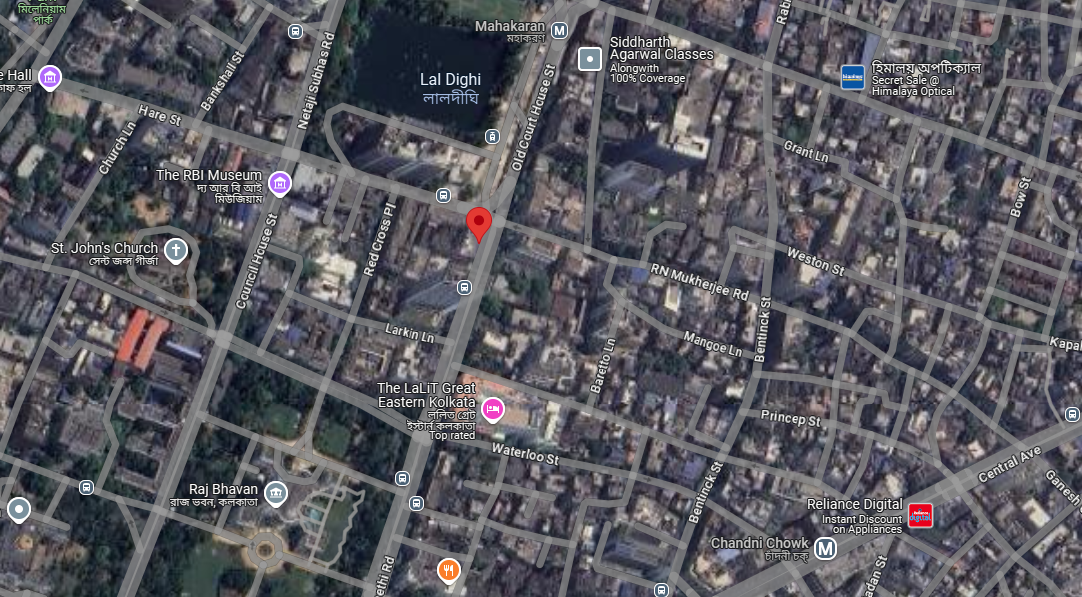 মিলেনিয়াম
পার্ক
Mahakaran
মহাকরণ
Siddharth
Agarwal Classes
Alongwith
100% Coverage
হিমালয় অপটিক্যাল
Secret Sale @
Himalaya Optical
Lal Dighi
লালদীঘি
Hall
হল
Bankshall St
Netaji Subhas Rd
Old Court House St
Hare St
Church Ln
Grant Ln
Bow St
The RBI Museum
দ্য আর বি আই
মিউজিয়াম
St. John's Church
সেন্ট জন্স গীর্জা
Council House St
Red Cross Pl
Weston St
RN Mukherjee Rd
Larkin Ln
Mangoe Ln
Bentinck St
Baretto Ln
The LaLiT Great
Eastern Kolkata
ললিত গ্রেট
ইস্টার্ন কলকাতা
Top rated
Princep St
Waterloo St
Central Ave
Raj Bhavan
রাজ ভবন, কলকাতা
Bentinck St
Reliance Digital
Instant Discount
on Appliances
Chandni Chowk
চাঁদনী চক্